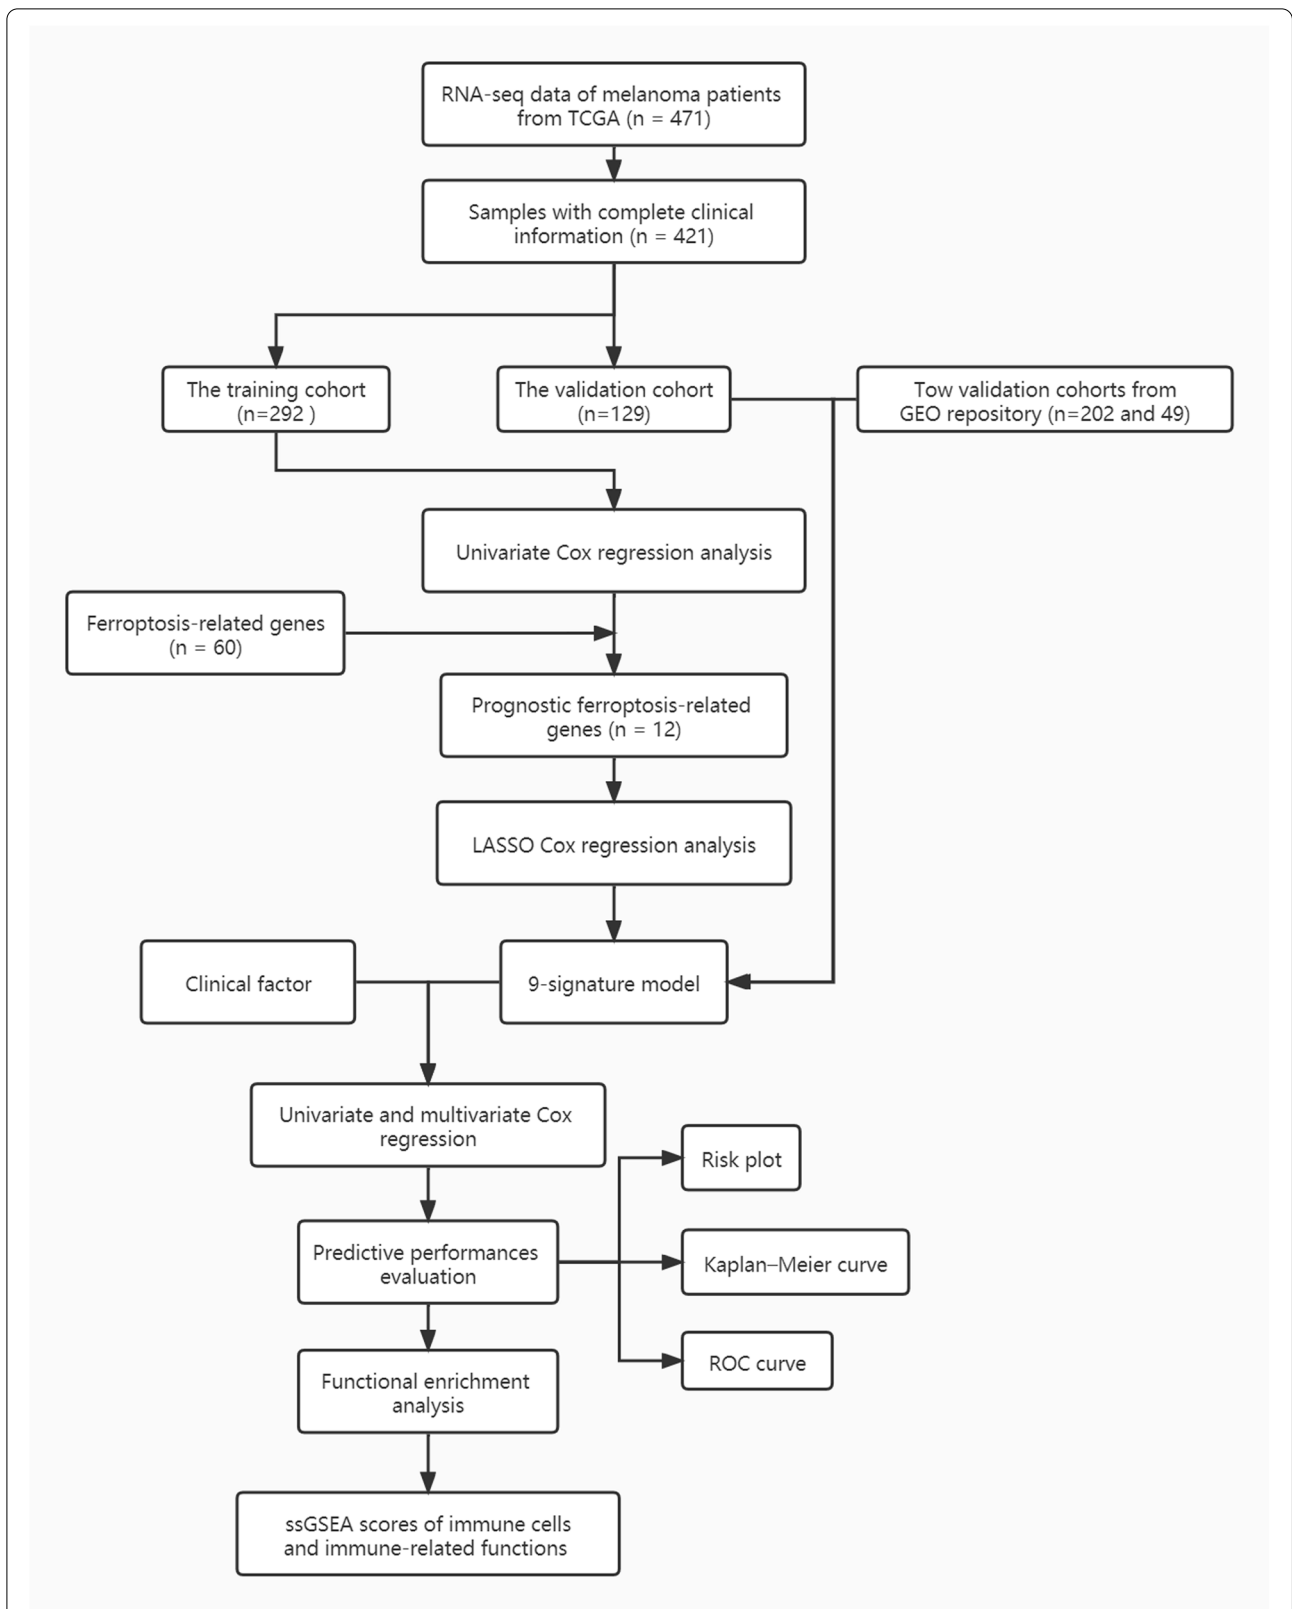 RNA-seq data of melanoma patients
from TCGA (n = 471)
Samples with complete clinical
information (n = 421)
The training cohort
(n=292 )
The validation cohort
(n=129)
Tow validation cohorts from
GEO repository (n=202 and 49)
Univariate Cox regression analysis
Ferroptosis-related genes
(n = 60)
Prognostic ferroptosis-related
genes (n = 12)
LASSO Cox regression analysis
Clinical factor
9-signature model
Univariate and multivariate Cox
regression
Risk plot
Predictive performances
evaluation
Kaplan–Meier curve
ROC curve
Functional enrichment
analysis
ssGSEA scores of immune cells
and immune-related functions